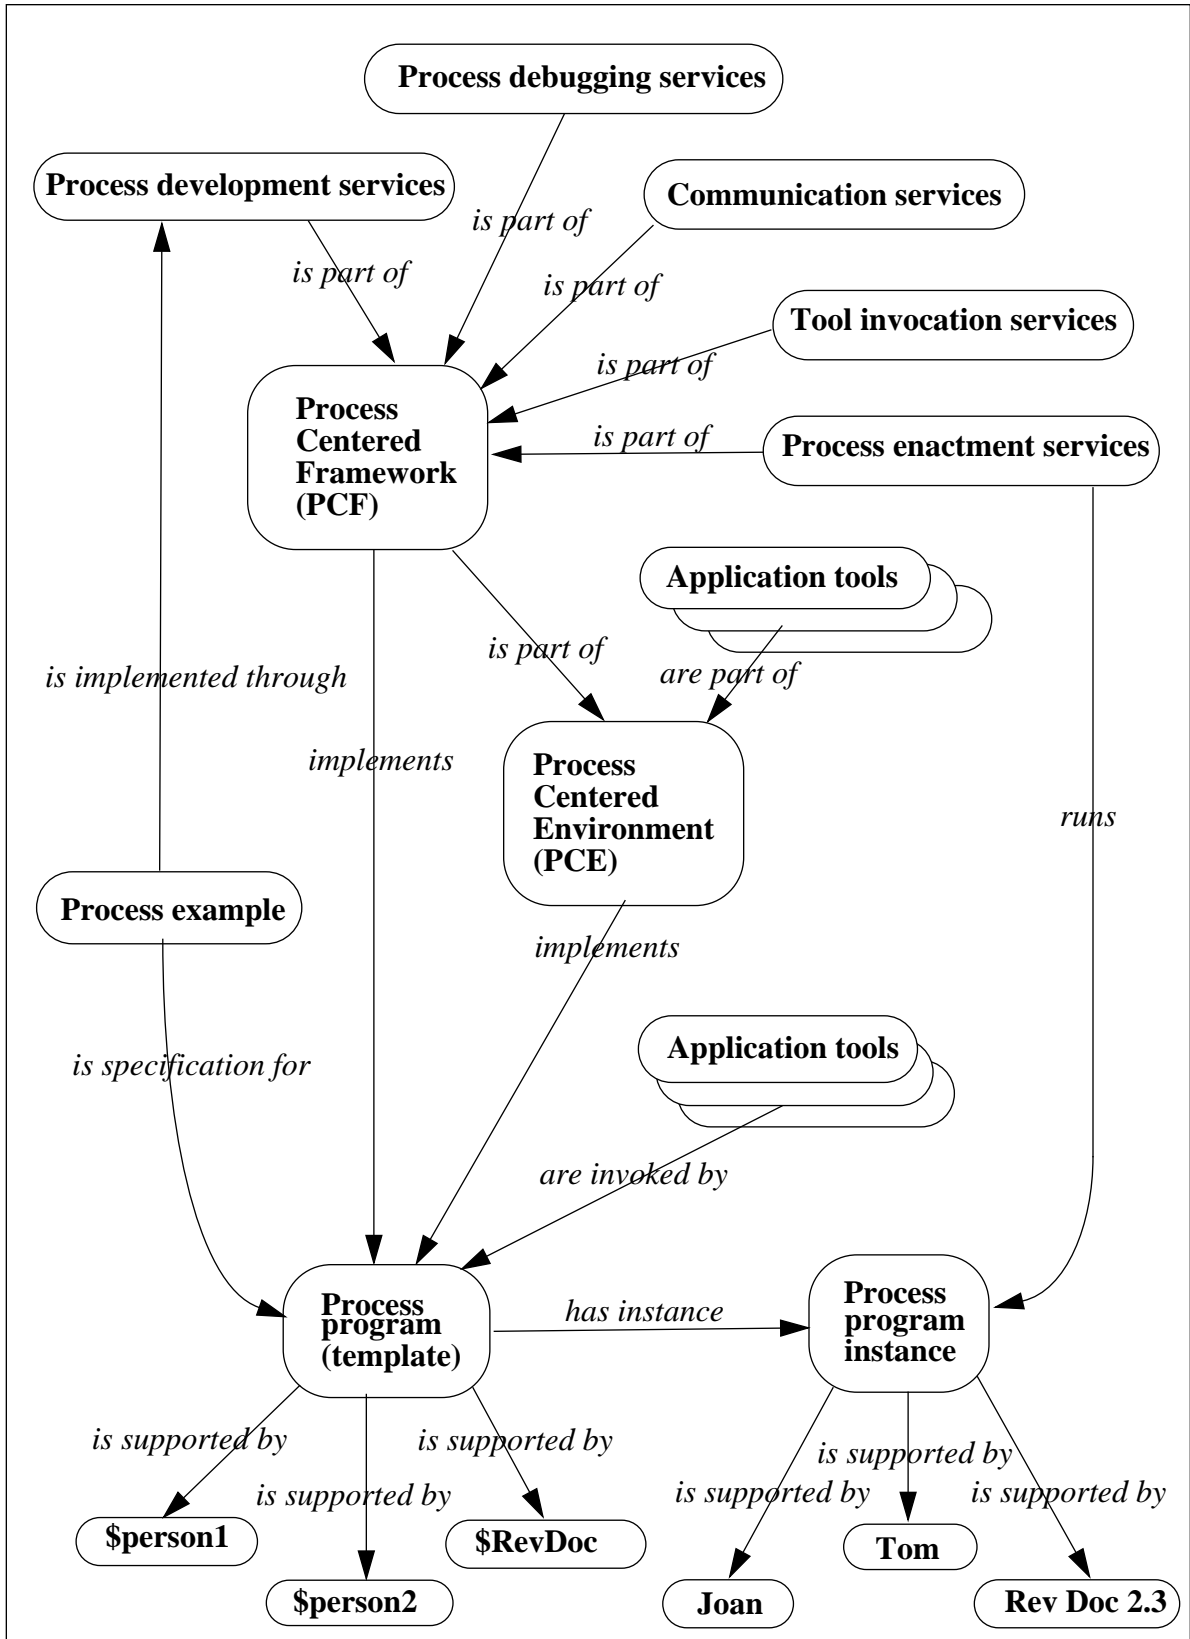 Process debugging services
Process development services
Communication services
is part of
is part of
is part of
Tool invocation services
is part of
Process
Centered
Framework
(PCF)
is part of
Process enactment services
Application tools
is part of
are part of
is implemented through
implements
Process
Centered
Environment
(PCE)
runs
Process example
implements
is specification for
Application tools
are invoked by
Process
program
(template)
has instance
Process
program
instance
is supported by
is supported by
is supported by
is supported by
is supported by
is supported by
$person1
$RevDoc
Tom
$person2
Joan
Rev Doc 2.3